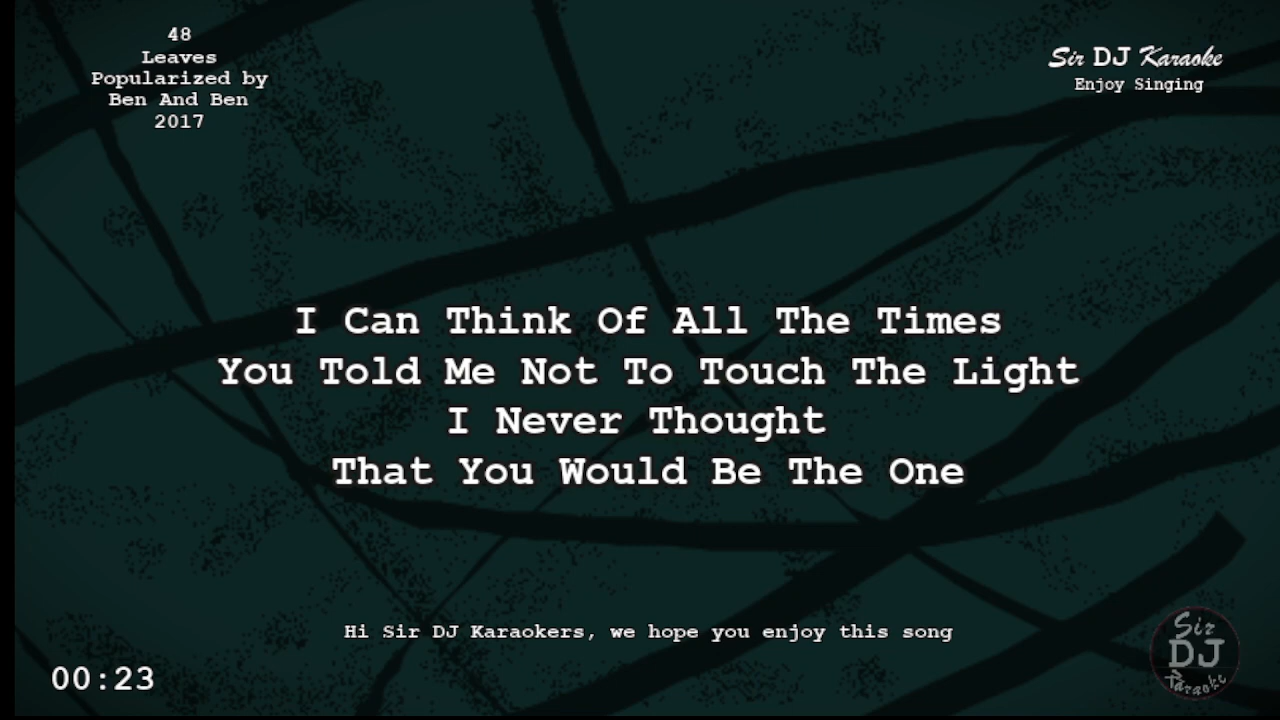 48
Leaves
Popularized by
Ben And Ben
2017
Sir DJ Karaoke
Enjoy Singing
I Can Think Of All The Times
You Told Me Not To Touch The Light
I Never Thought
That You Would Be The One
Hi Sir DJ Karaokers, we hope you enjoy this song
00:23
Sir
DJ
Karaoke